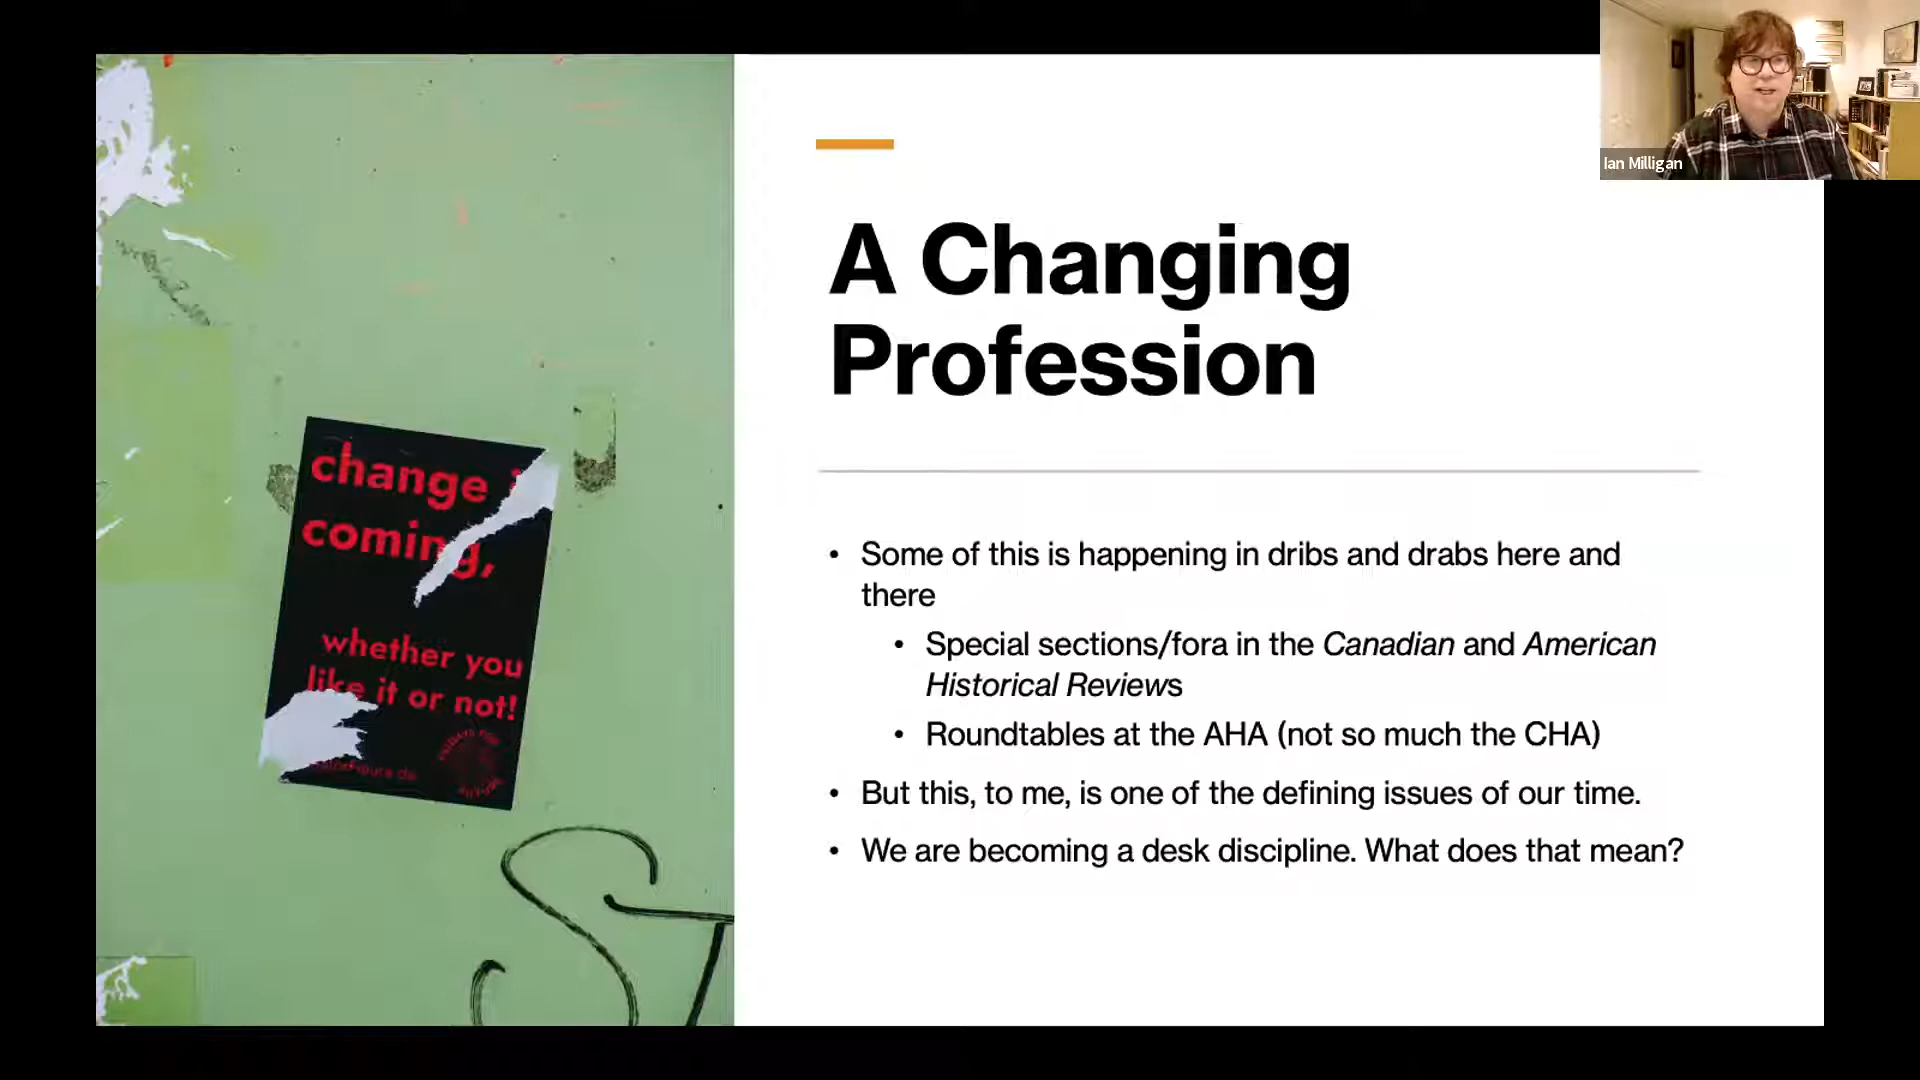 Ian Milligan
A Changing
Profession
change
coming,
whether you
like it or not!
• Some of this is happening in dribs and drabs here and
there
• Special sections/fora in the Canadian and American
Historical Reviews
• Roundtables at the AHA (not so much the CHA)
• But this, to me, is one of the defining issues of our time.
• We are becoming a desk discipline. What does that mean?